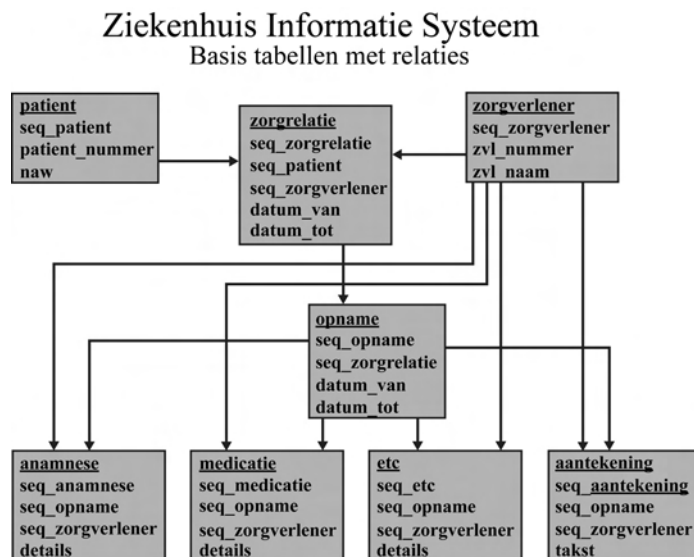 Ziekenhuis Informatie Systeem
Basis tabellen met relaties
patient
seq_patient
patient_nummer
naw
zorgrelatie
seq_zorgrelatie
seq_patient
seq_zorgverlener
datum_van
datum_tot
zorgverlener
seq_zorgverlener
zvl_nummer
zvl_naam
opname
seq_opname
seq_zorgrelatie
datum_van
datum_tot
anamnese
seq_anamnese
seq_opname
seq_zorgverlener
details
medicatie
seq_medicatie
seq_opname
seq_zorgverlener
details
etc
seq_etc
seq_opname
seq_zorgverlener
details
aantekening
seq_aantekening
seq_opname
seq_zorgverlener
takst